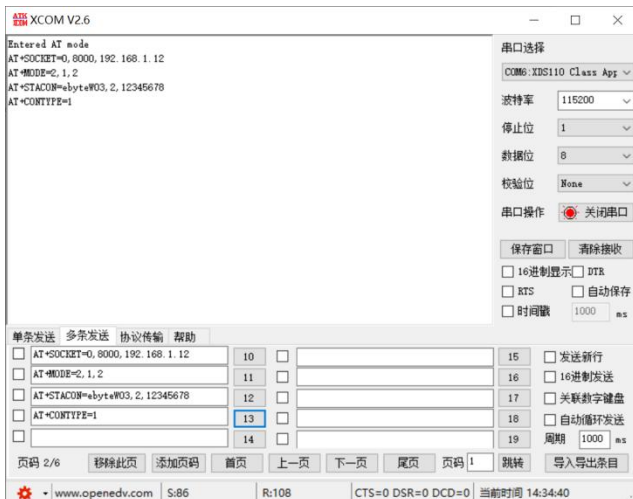 ATK XCOM XCOM V2.6
Entered AT mode
AT+SOCKET=0,8000,192.168.1.12
AT+MODE=2,1,2
AT+STACON=ebyteW03,2,12345678
AT+CONTYPE=1
串口选择
COM6:XDS110 Class App
波特率 115200
停止位 1
数据位 8
校验位 None
串口操作 关闭串口
保存窗口 清除接收
16进制显示 DTR
RTS 自动保存
时间戳 1000 ms
单条发送 多条发送 协议传输 帮助
AT+SOCKET=0,8000,192.168.1.12 10 15 发送新行
AT+MODE=2,1,2 11 16 16进制发送
AT+STACON=ebyteW03,2,12345678 12 17 关联数字键盘
AT+CONTYPE=1 13 18 自动循环发送
14 19 周期 1000 ms
页码 2/6 移除此页 添加页码 首页 上一页 下一页 尾页 页码 1 跳转 导入导出条目
www.openedv.com S:86 R:108 CTS=0 DSR=0 DCD=0 当前时间 14:34:40